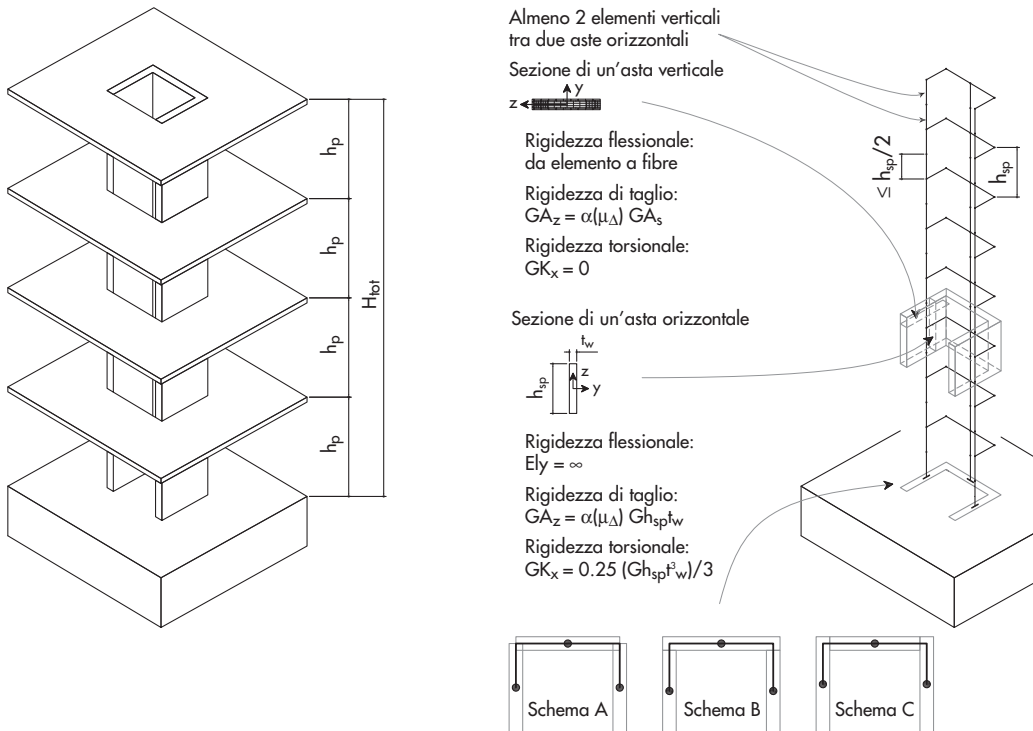 hp
hp
hp
hp
Htot
Almeno 2 elementi verticali
tra due aste orizzontali
Sezione di un'asta verticale
y
z
Rigidezza flessionale:
da elemento a fibre
Rigidezza di taglio:
GAz = α(μΔ) GAs
Rigidezza torsionale:
GKx = 0
≤ hsp/2
hsp
Sezione di un'asta orizzontale
tw
z
y
hsp
Rigidezza flessionale:
Ely = ∞
Rigidezza di taglio:
GAz = α(μΔ) Ghsptw
Rigidezza torsionale:
GKx = 0.25 (Ghspt³w)/3
Schema A
Schema B
Schema C